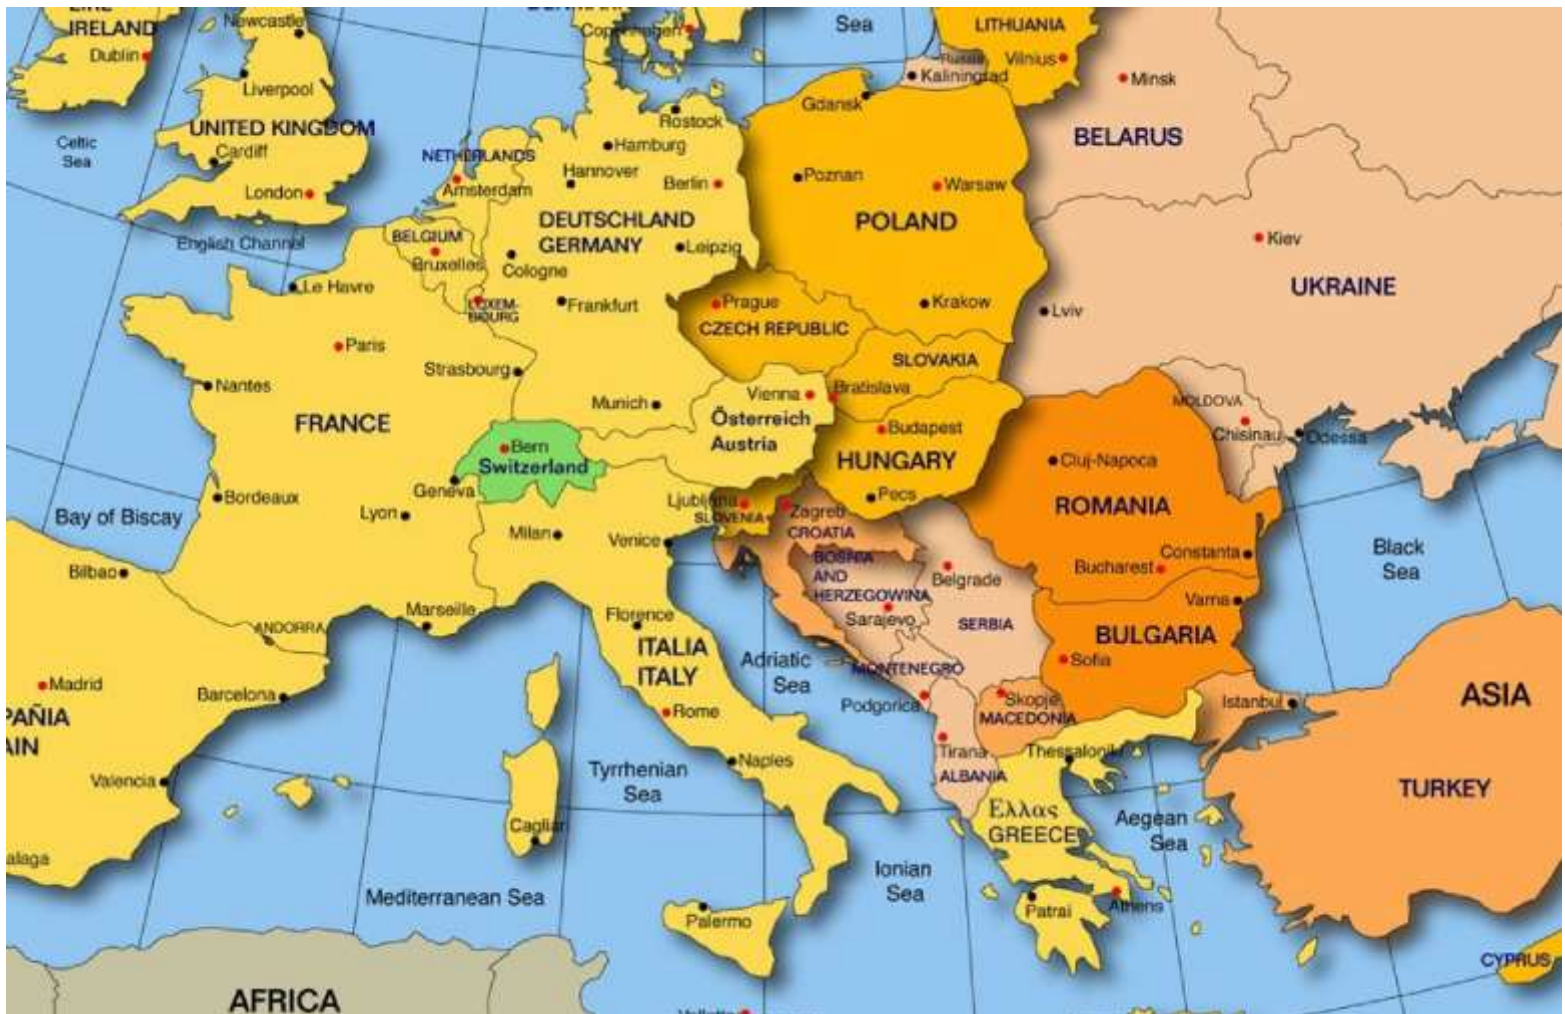 IRELAND
Dublin
Newcastle
Liverpool
UNITED KINGDOM
Cardiff
London
Celtic
Sea
English Channel
Copenhagen
Sea
LITHUANIA
Vilnius
Russia
Kaliningrad
Minsk
BELARUS
Gdansk
Rostock
Hamburg
Hannover
Berlin
NETHERLANDS
Amsterdam
DEUTSCHLAND
GERMANY
Leipzig
Cologne
Frankfurt
BELGIUM
Bruxelles
LUXEM-
BOURG
Poznan
Warsaw
POLAND
Krakow
Kiev
UKRAINE
Lviv
Le Havre
Paris
Strasbourg
Nantes
FRANCE
Munich
Prague
CZECH REPUBLIC
SLOVAKIA
Bratislava
Vienna
Österreich
Austria
Budapest
HUNGARY
Pecs
MOLDOVA
Chisinau
Odessa
Cluj-Napoca
ROMANIA
Constanta
Bucharest
Bern
Switzerland
Geneva
Bordeaux
Lyon
Bay of Biscay
Bilbao
Milan
Venice
Ljubljana
SLOVENIA
Zagreb
CROATIA
BOSNIA
AND
HERZEGOWINA
Sarajevo
Belgrade
SERBIA
Black
Sea
Varna
BULGARIA
Sofia
Marseille
ANDORRA
Florence
ITALIA
ITALY
Rome
Adriatic
Sea
MONTENEGRO
Podgorica
Skopje
MACEDONIA
Tirana
ALBANIA
Istanbul
ASIA
TURKEY
Madrid
PAÑIA
AIN
Barcelona
Valencia
alaga
Naples
Tyrrhenian
Sea
Cagliari
Thessaloniki
Ελλας
GREECE
Aegean
Sea
Ionian
Sea
Mediterranean Sea
Palermo
Patrai
Athens
CYPRUS
AFRICA